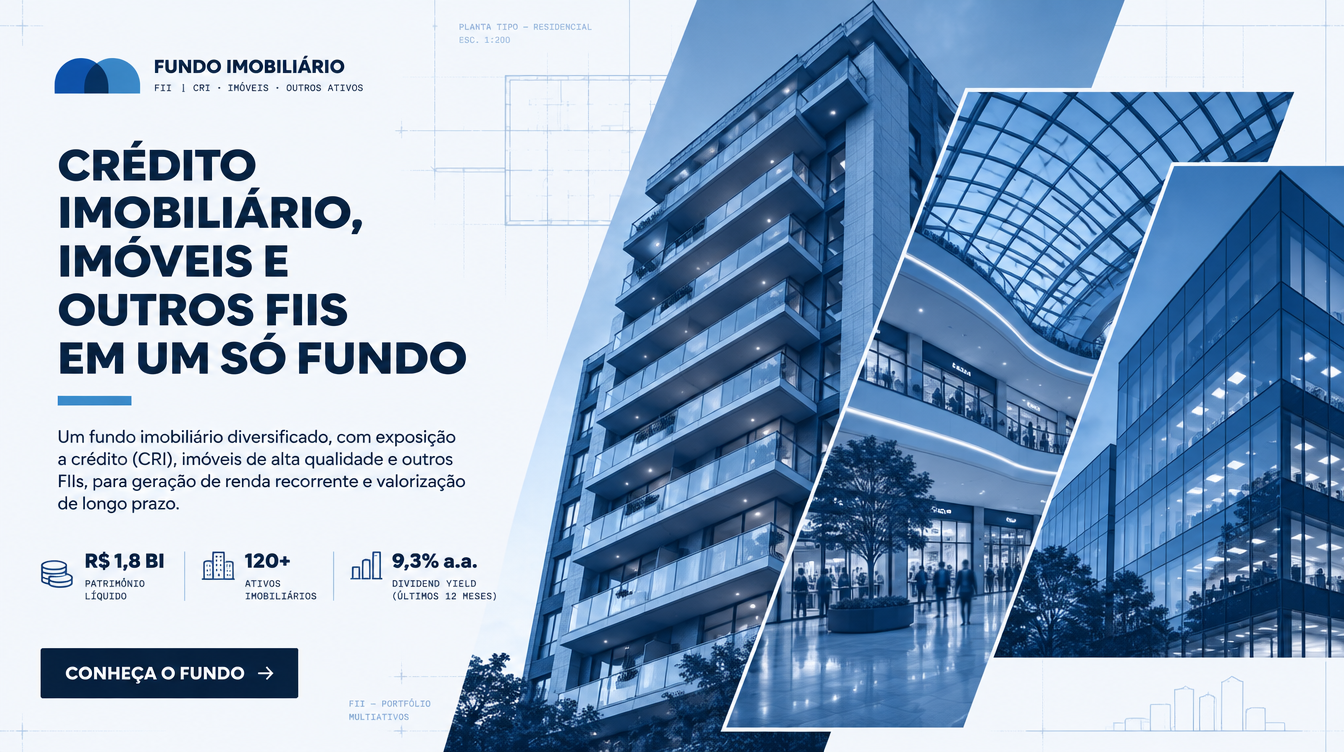 PLANTA TIPO — RESIDENCIAL
ESC. 1:200
FUNDO IMOBILIÁRIO
FII | CRI · IMÓVEIS · OUTROS ATIVOS
CRÉDITO
IMOBILIÁRIO,
IMÓVEIS E
OUTROS FIIS
EM UM SÓ FUNDO
Um fundo imobiliário diversificado, com exposição
a crédito (CRI), imóveis de alta qualidade e outros
FIIs, para geração de renda recorrente e valorização
de longo prazo.
R$ 1,8 BI
PATRIMÔNIO
LÍQUIDO
120+
ATIVOS
IMOBILIÁRIOS
9,3% a.a.
DIVIDEND YIELD
(ÚLTIMOS 12 MESES)
CONHEÇA O FUNDO →
FII — PORTFÓLIO
MULTIATIVOS